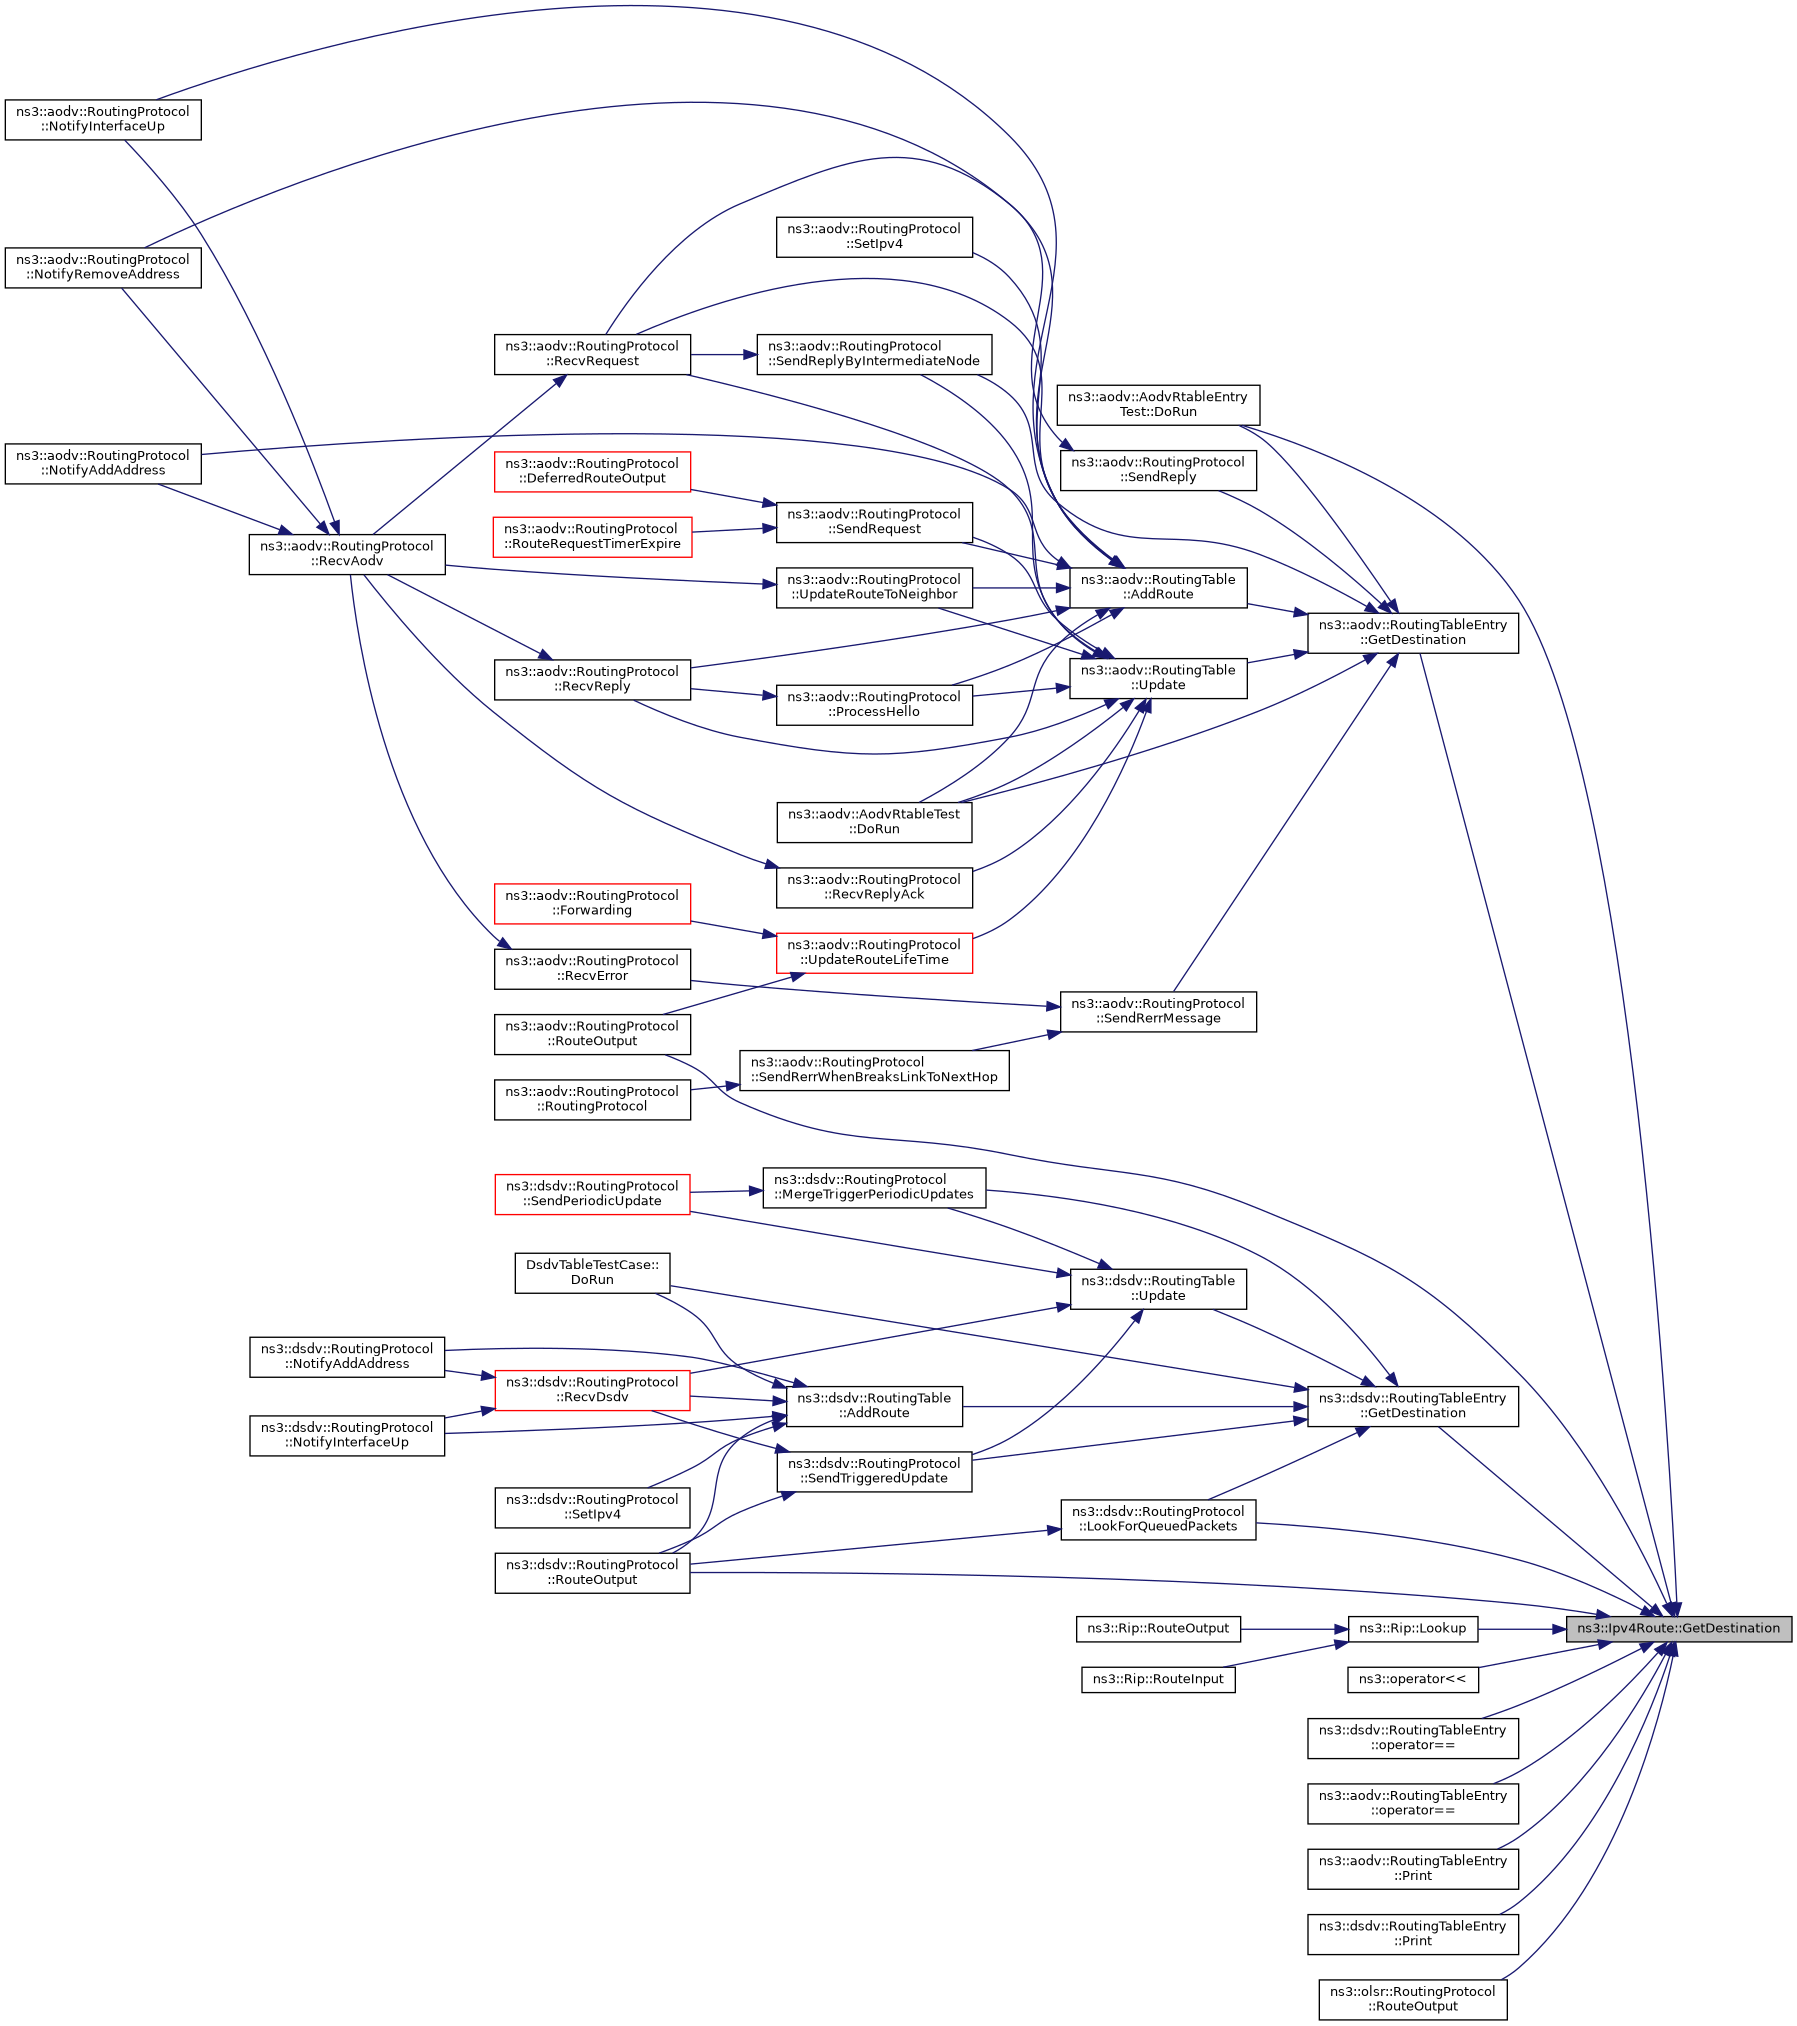 ns3::aodv::RoutingProtocol
::NotifyInterfaceUp
ns3::aodv::RoutingProtocol
::NotifyRemoveAddress
ns3::aodv::RoutingProtocol
::NotifyAddAddress
ns3::aodv::RoutingProtocol
::RecvAodv
ns3::dsdv::RoutingProtocol
::NotifyAddAddress
ns3::dsdv::RoutingProtocol
::NotifyInterfaceUp
ns3::aodv::RoutingProtocol
::RecvRequest
ns3::aodv::RoutingProtocol
::DeferredRouteOutput
ns3::aodv::RoutingProtocol
::RouteRequestTimerExpire
ns3::aodv::RoutingProtocol
::RecvReply
ns3::aodv::RoutingProtocol
::Forwarding
ns3::aodv::RoutingProtocol
::RecvError
ns3::aodv::RoutingProtocol
::RouteOutput
ns3::aodv::RoutingProtocol
::RoutingProtocol
ns3::dsdv::RoutingProtocol
::SendPeriodicUpdate
DsdvTableTestCase::
DoRun
ns3::dsdv::RoutingProtocol
::RecvDsdv
ns3::dsdv::RoutingProtocol
::SetIpv4
ns3::dsdv::RoutingProtocol
::RouteOutput
ns3::aodv::RoutingProtocol
::SetIpv4
ns3::aodv::RoutingProtocol
::SendReplyByIntermediateNode
ns3::aodv::RoutingProtocol
::SendRequest
ns3::aodv::RoutingProtocol
::UpdateRouteToNeighbor
ns3::aodv::RoutingProtocol
::ProcessHello
ns3::aodv::AodvRtableTest
::DoRun
ns3::aodv::RoutingProtocol
::RecvReplyAck
ns3::aodv::RoutingProtocol
::UpdateRouteLifeTime
ns3::aodv::RoutingProtocol
::SendRerrWhenBreaksLinkToNextHop
ns3::dsdv::RoutingProtocol
::MergeTriggerPeriodicUpdates
ns3::dsdv::RoutingTable
::AddRoute
ns3::dsdv::RoutingProtocol
::SendTriggeredUpdate
ns3::aodv::AodvRtableEntry
Test::DoRun
ns3::aodv::RoutingProtocol
::SendReply
ns3::aodv::RoutingTable
::AddRoute
ns3::aodv::RoutingTable
::Update
ns3::aodv::RoutingProtocol
::SendRerrMessage
ns3::dsdv::RoutingTable
::Update
ns3::dsdv::RoutingProtocol
::LookForQueuedPackets
ns3::Rip::RouteOutput
ns3::Rip::RouteInput
ns3::aodv::RoutingTableEntry
::GetDestination
ns3::dsdv::RoutingTableEntry
::GetDestination
ns3::Rip::Lookup
ns3::operator<<
ns3::dsdv::RoutingTableEntry
::operator==
ns3::aodv::RoutingTableEntry
::operator==
ns3::aodv::RoutingTableEntry
::Print
ns3::dsdv::RoutingTableEntry
::Print
ns3::olsr::RoutingProtocol
::RouteOutput
ns3::Ipv4Route::GetDestination